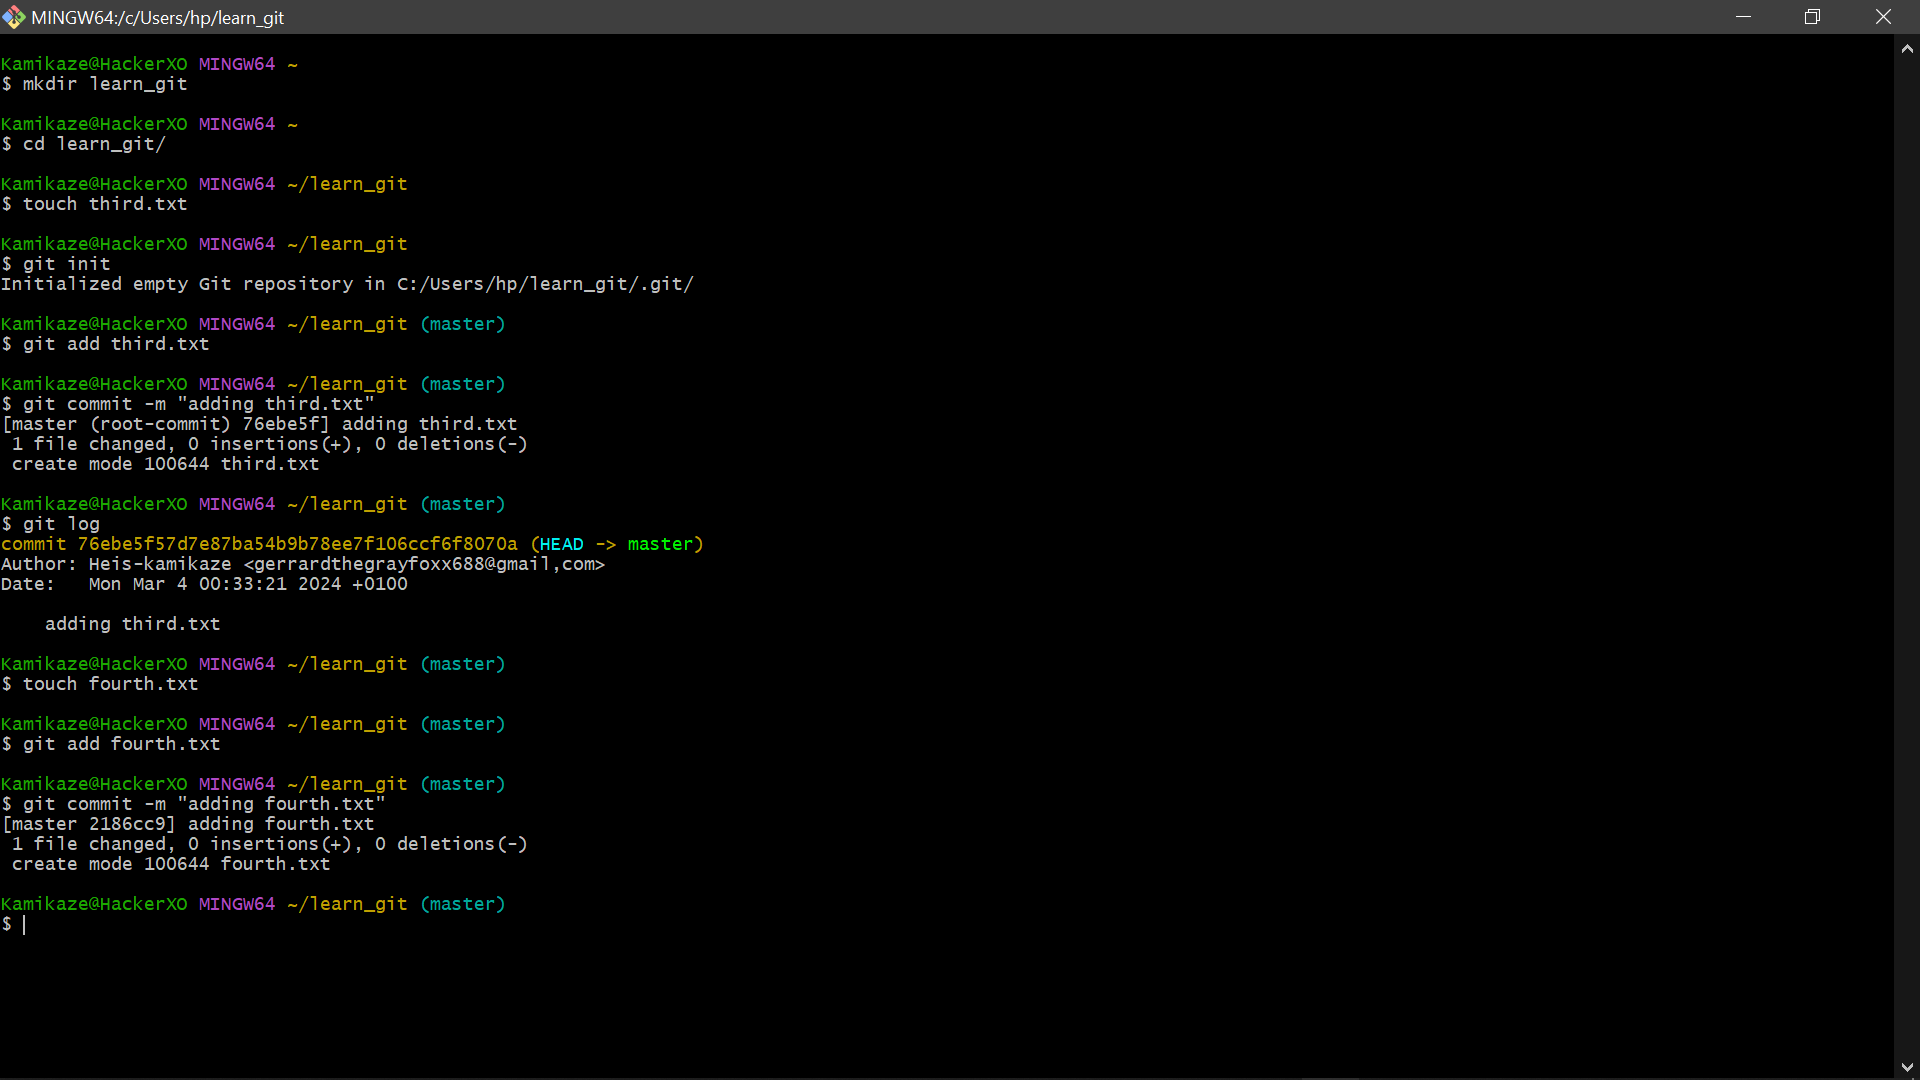 MINGW64:/c/Users/hp/learn_git
Kamikaze@HackerXO MINGW64 ~
$ mkdir learn_git
Kamikaze@HackerXO MINGW64 ~
$ cd learn_git/
Kamikaze@HackerXO MINGW64 ~/learn_git
$ touch third.txt
Kamikaze@HackerXO MINGW64 ~/learn_git
$ git init
Initialized empty Git repository in C:/Users/hp/learn_git/.git/
Kamikaze@HackerXO MINGW64 ~/learn_git (master)
$ git add third.txt
Kamikaze@HackerXO MINGW64 ~/learn_git (master)
$ git commit -m "adding third.txt"
[master (root-commit) 76ebe5f] adding third.txt
 1 file changed, 0 insertions(+), 0 deletions(-)
 create mode 100644 third.txt
Kamikaze@HackerXO MINGW64 ~/learn_git (master)
$ git log
commit 76ebe5f57d7e87ba54b9b78ee7f106ccf6f8070a (HEAD -> master)
Author: Heis-kamikaze <gerrardthegrayfoxx688@gmail,com>
Date:   Mon Mar 4 00:33:21 2024 +0100
    adding third.txt
Kamikaze@HackerXO MINGW64 ~/learn_git (master)
$ touch fourth.txt
Kamikaze@HackerXO MINGW64 ~/learn_git (master)
$ git add fourth.txt
Kamikaze@HackerXO MINGW64 ~/learn_git (master)
$ git commit -m "adding fourth.txt"
[master 2186cc9] adding fourth.txt
 1 file changed, 0 insertions(+), 0 deletions(-)
 create mode 100644 fourth.txt
Kamikaze@HackerXO MINGW64 ~/learn_git (master)
$